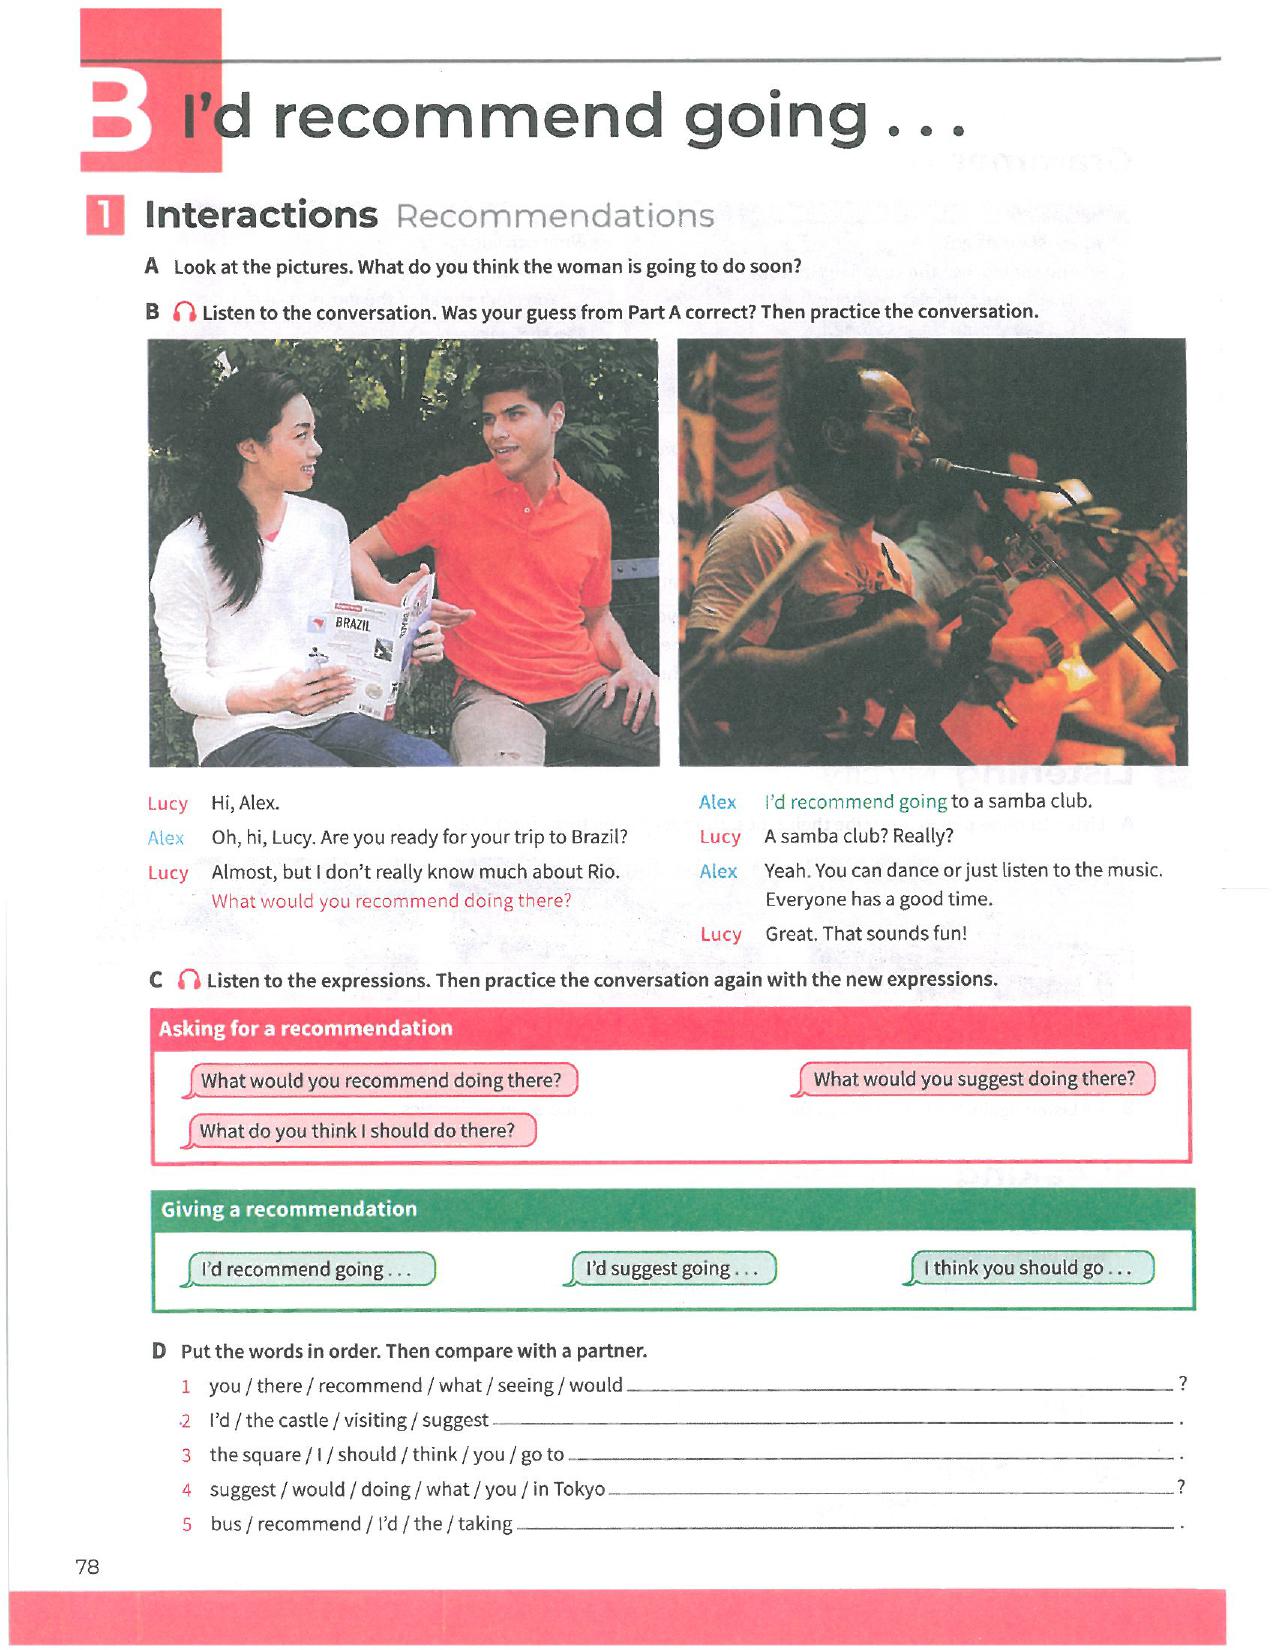 B I'd recommend going ...
1 Interactions Recommendations
A Look at the pictures. What do you think the woman is going to do soon?
B Listen to the conversation. Was your guess from Part A correct? Then practice the conversation.
BRAZIL
Lucy Hi, Alex.
Alex Oh, hi, Lucy. Are you ready for your trip to Brazil?
Lucy Almost, but I don't really know much about Rio.
What would you recommend doing there?
Alex I'd recommend going to a samba club.
Lucy A samba club? Really?
Alex Yeah. You can dance or just listen to the music.
Everyone has a good time.
Lucy Great. That sounds fun!
C Listen to the expressions. Then practice the conversation again with the new expressions.
Asking for a recommendation
What would you recommend doing there?
What would you suggest doing there?
What do you think I should do there?
Giving a recommendation
I'd recommend going ...
I'd suggest going ...
I think you should go ...
D Put the words in order. Then compare with a partner.
1 you / there / recommend / what / seeing / would ?
2 I'd / the castle / visiting / suggest .
3 the square / I / should / think / you / go to .
4 suggest / would / doing / what / you / in Tokyo ?
5 bus / recommend / I'd / the / taking .
78